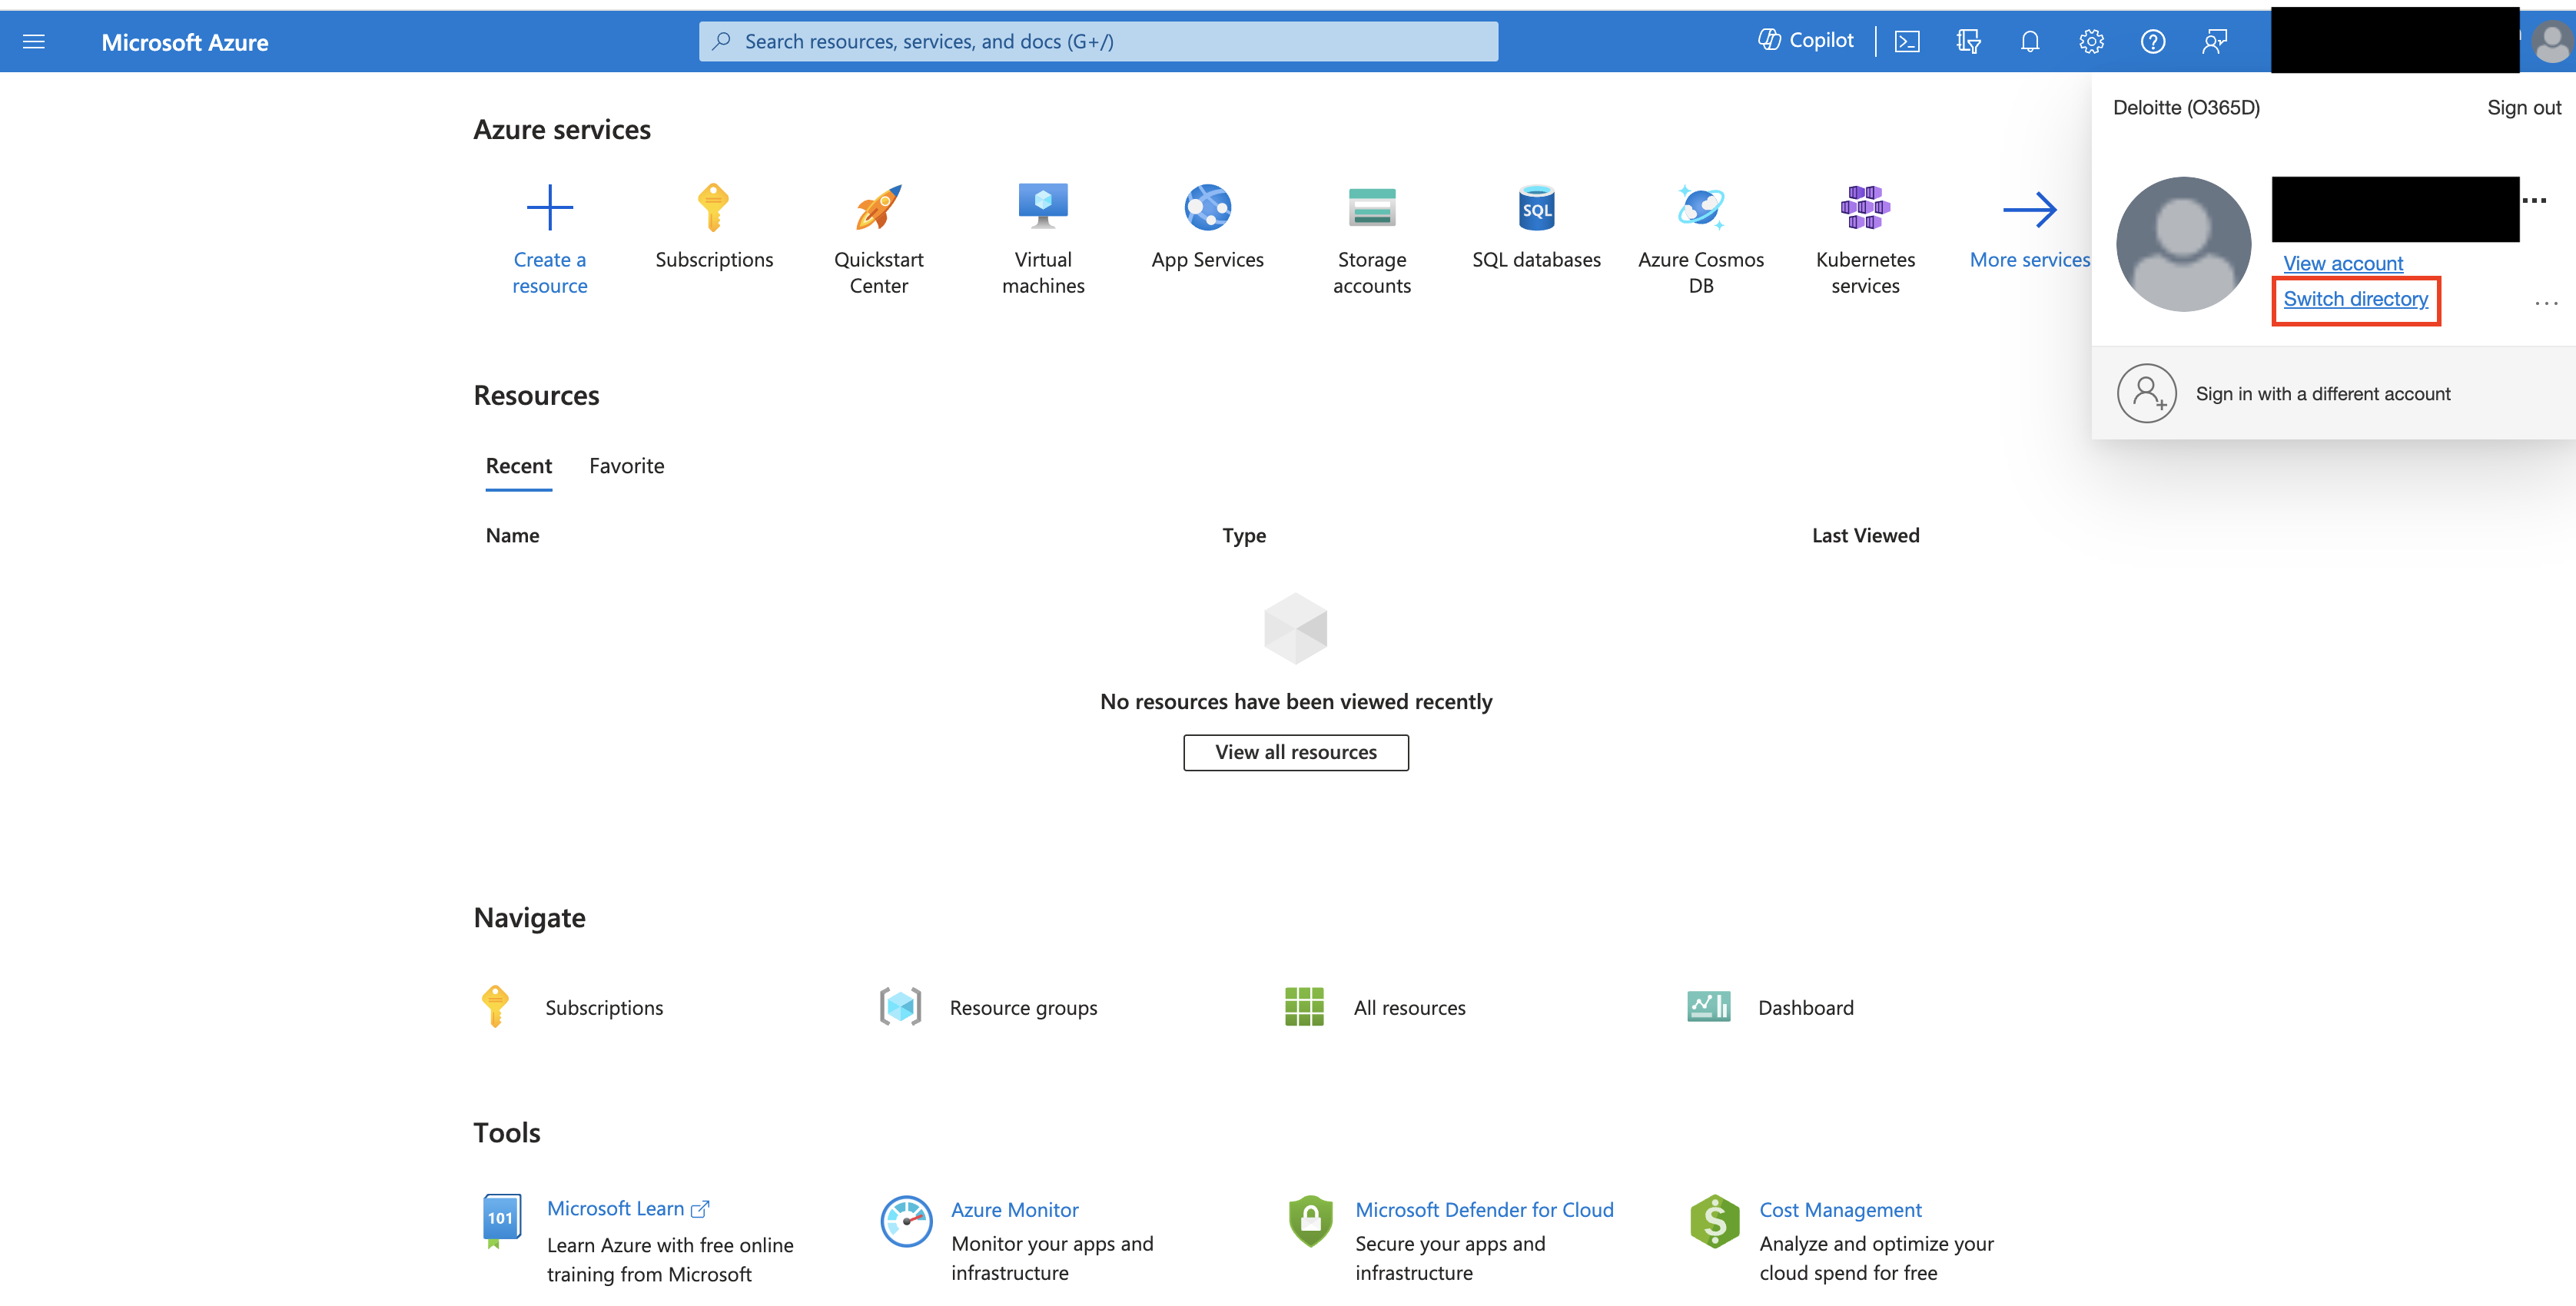 Microsoft Azure
Search resources, services, and docs (G+/)
Copilot
Deloitte (O365D)
Sign out
View account
Switch directory
Sign in with a different account
Azure services
Create a resource
Subscriptions
Quickstart Center
Virtual machines
App Services
Storage accounts
SQL
SQL databases
Azure Cosmos DB
Kubernetes services
More services
Resources
Recent
Favorite
Name
Type
Last Viewed
No resources have been viewed recently
View all resources
Navigate
Subscriptions
Resource groups
All resources
Dashboard
Tools
101
Microsoft Learn
Learn Azure with free online
training from Microsoft
Azure Monitor
Monitor your apps and
infrastructure
Microsoft Defender for Cloud
Secure your apps and
infrastructure
$
Cost Management
Analyze and optimize your
cloud spend for free